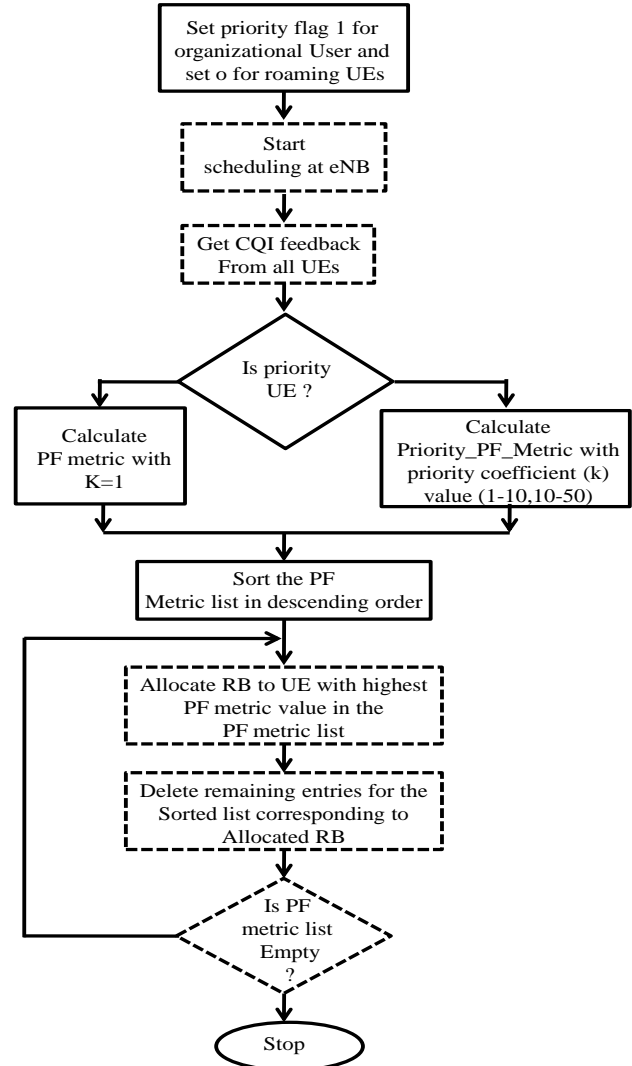 Set priority flag 1 for
organizational User and
set o for roaming UEs
Start
scheduling at eNB
Get CQI feedback
From all UEs
Is priority
UE ?
Calculate
PF metric with
K=1
Calculate
Priority_PF_Metric with
priority coefficient (k)
value (1-10,10-50)
Sort the PF
Metric list in descending order
Allocate RB to UE with highest
PF metric value in the
PF metric list
Delete remaining entries for the
Sorted list corresponding to
Allocated RB
Is PF
metric list
Empty
?
Stop